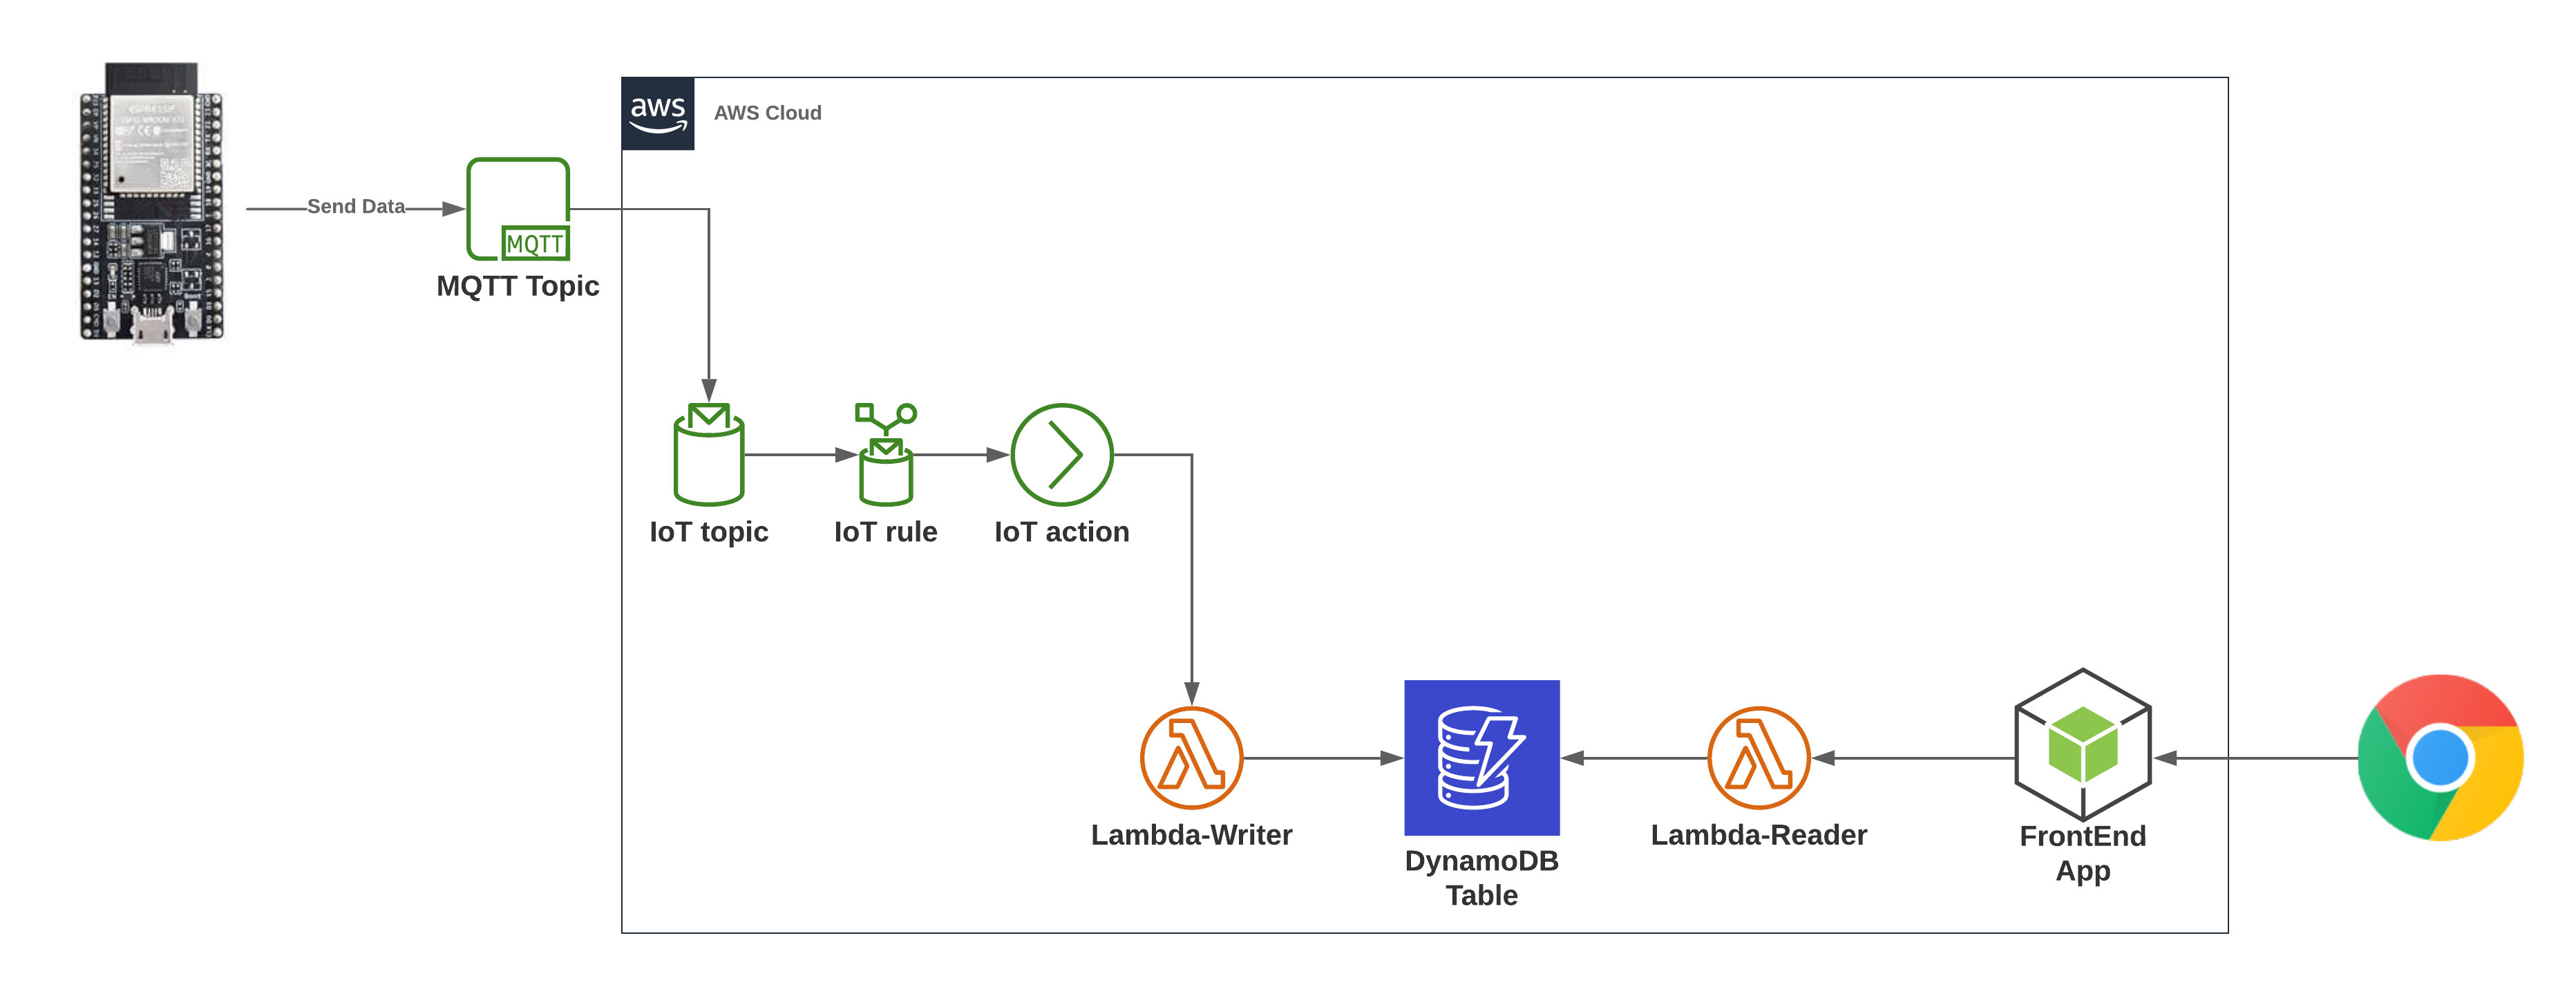 aws
AWS Cloud
ESPRESSIF
Send Data
MQTT
MQTT Topic
IoT topic
IoT rule
IoT action
Lambda-Writer
DynamoDB
Table
Lambda-Reader
FrontEnd
App